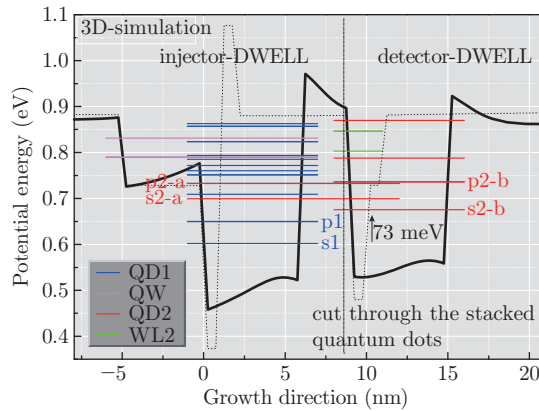 3D-simulation
injector-DWELL
detector-DWELL
1.1
1.0
0.9
0.8
0.7
0.6
0.5
0.4
Potential energy (eV)
p2-a
s2-a
p1
s1
p2-b
s2-b
73 meV
QD1
QW
QD2
WL2
cut through the stacked
quantum dots
−5
0
5
10
15
20
Growth direction (nm)